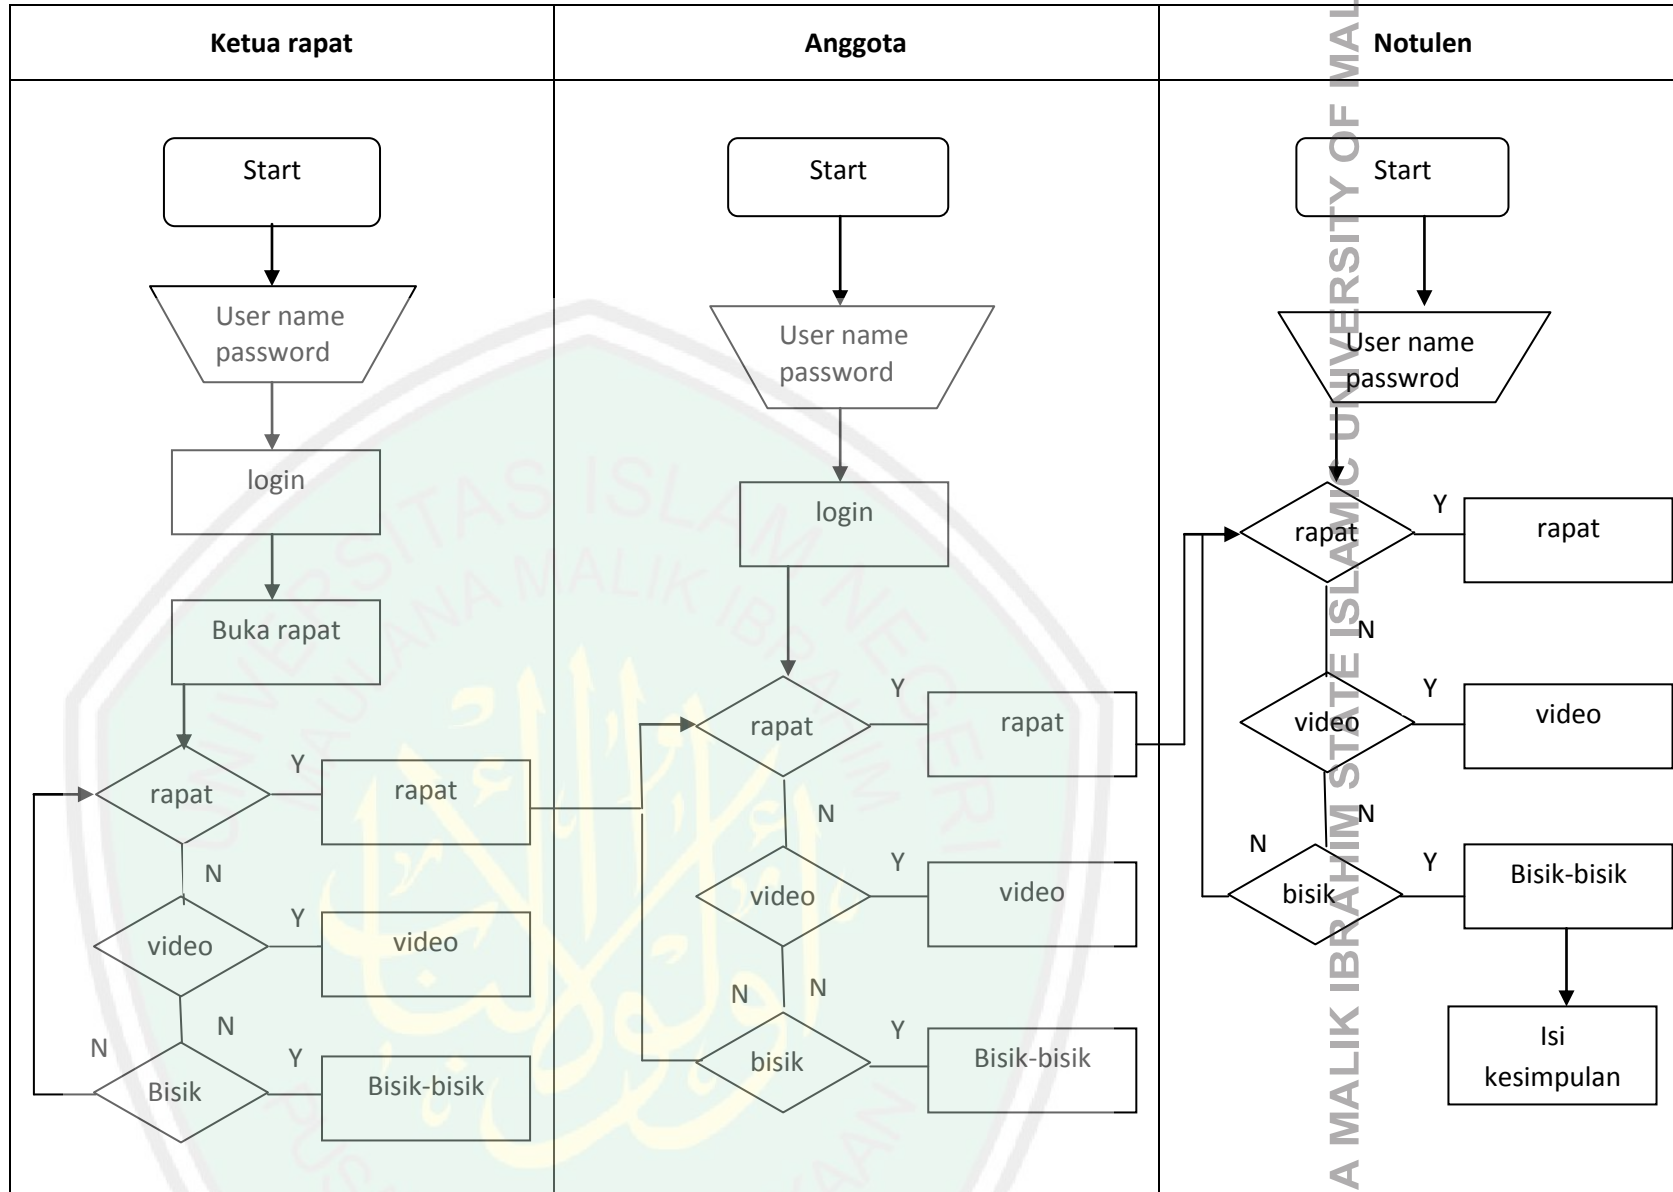 Ketua rapat
Start
User name
password
login
Buka rapat
rapat
Y
rapat
N
video
Y
video
N
N
Bisik
Y
Bisik-bisik
Anggota
Start
User name
password
login
rapat
Y
rapat
N
video
Y
video
N
N
bisik
Y
Bisik-bisik
Notulen
Start
User name
passwrod
rapat
Y
rapat
N
video
Y
video
N
N
bisik
Y
Bisik-bisik
Isi
kesimpulan
UNIVERSITAS ISLAM NEGERI
MAULANA MALIK IBRAHIM
A MALIK IBRAHIM STATE ISLAMIC UNIVERSITY OF MAL